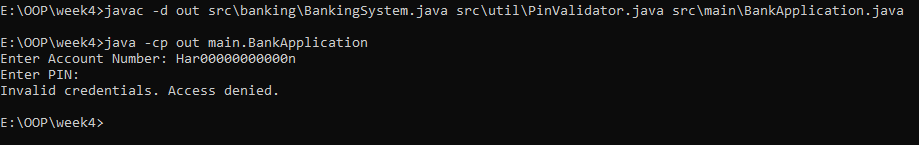 E:\OOP\week4>javac -d out src\banking\BankingSystem.java src\util\PinValidator.java src\main\BankApplication.java
E:\OOP\week4>java -cp out main.BankApplication
Enter Account Number: Har00000000000n
Enter PIN:
Invalid credentials. Access denied.
E:\OOP\week4>